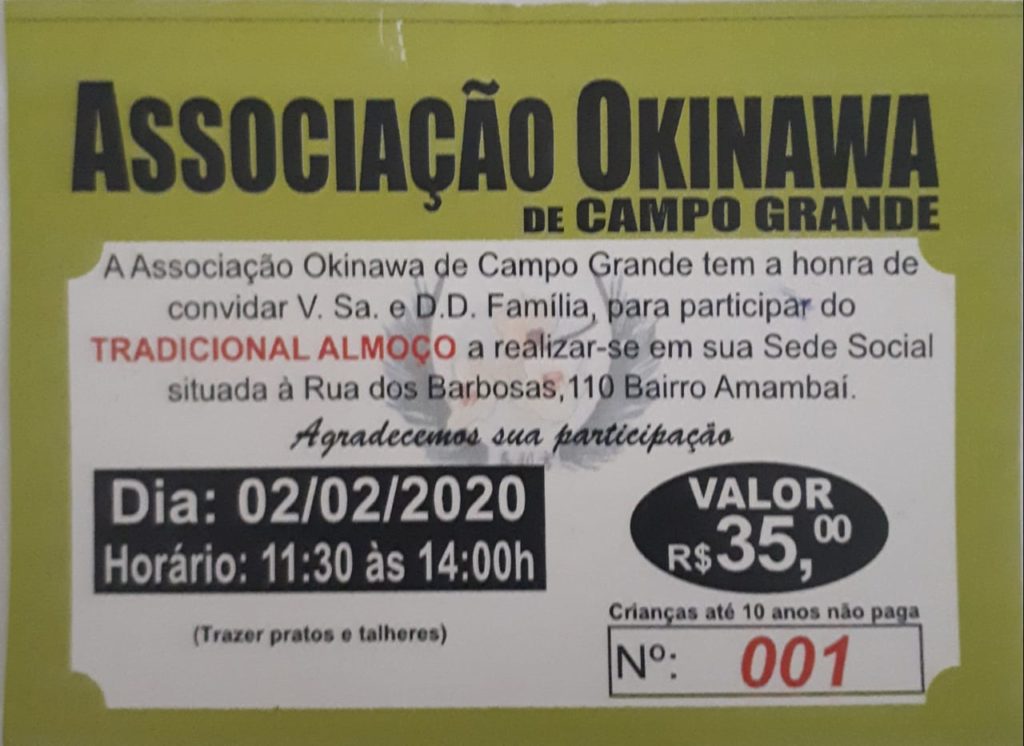 ASSOCIAÇÃO OKINAWA
DE CAMPO GRANDE
A Associação Okinawa de Campo Grande tem a honra de
convidar V. Sa. e D.D. Família, para participar do
TRADICIONAL ALMOÇO a realizar-se em sua Sede Social
situada à Rua dos Barbosas,110 Bairro Amambaí.
Agradecemos sua participação
Dia: 02/02/2020
Horário: 11:30 às 14:00h
(Trazer pratos e talheres)
VALOR
R$35,00
Crianças até 10 anos não paga
Nº: 001